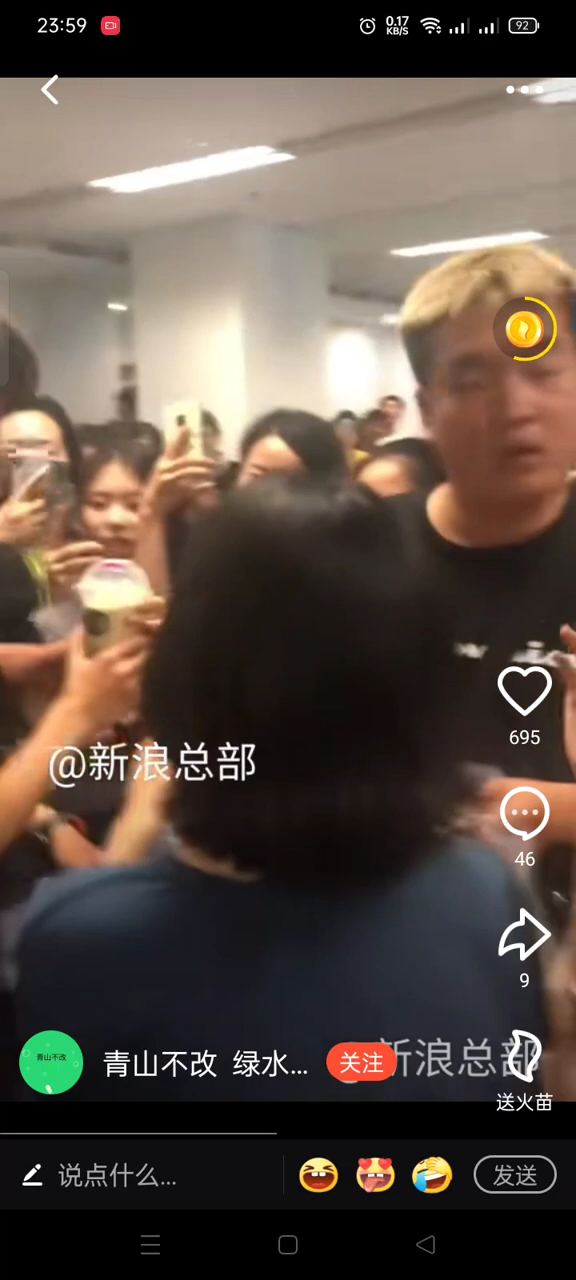 23:59
0.17
KB/S
92
@新浪总部
695
46
9
青山不改
青山不改 绿水...
关注
新浪总部
送火苗
说点什么...
发送